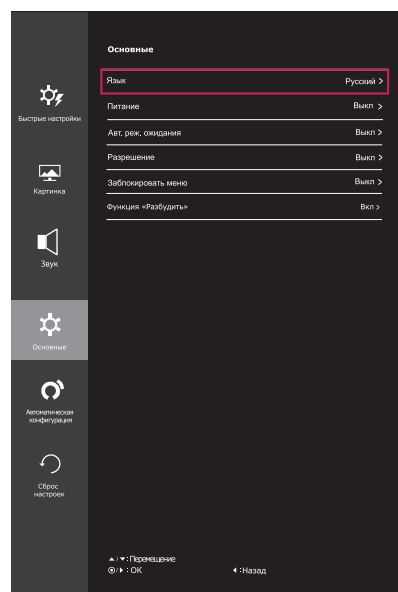 Основные
Язык Русский >
Питание Выкл >
Авт. реж. ожидания Выкл >
Разрешение Выкл >
Заблокировать меню Выкл >
Функция «Разбудить» Вкл >
Быстрые настройки
Картинка
Звук
Основные
Автоматическая
конфигурация
Сброс
настроек
▲/▼: Перемещение
◉/▶ : OK ◀ :Назад